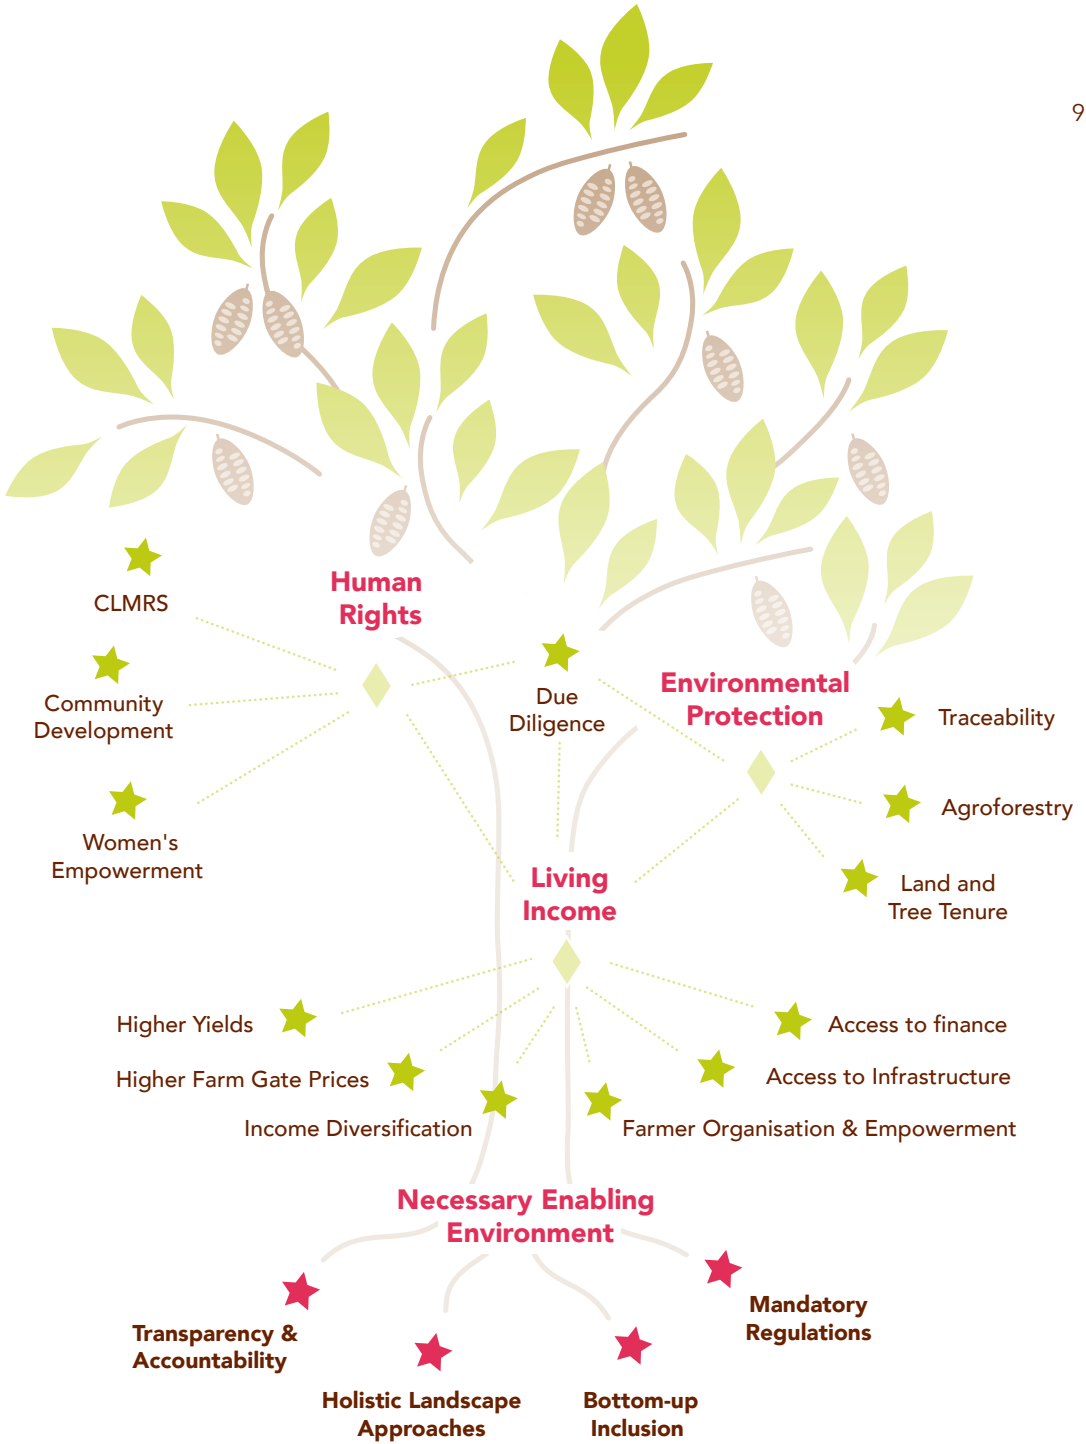 9
CLMRS
Human
Rights
Community
Development
Due
Diligence
Environmental
Protection
Traceability
Women's
Empowerment
Agroforestry
Living
Income
Land and
Tree Tenure
Higher Yields
Access to finance
Higher Farm Gate Prices
Access to Infrastructure
Income Diversification
Farmer Organisation & Empowerment
Necessary Enabling
Environment
Transparency &
Accountability
Holistic Landscape
Approaches
Bottom-up
Inclusion
Mandatory
Regulations